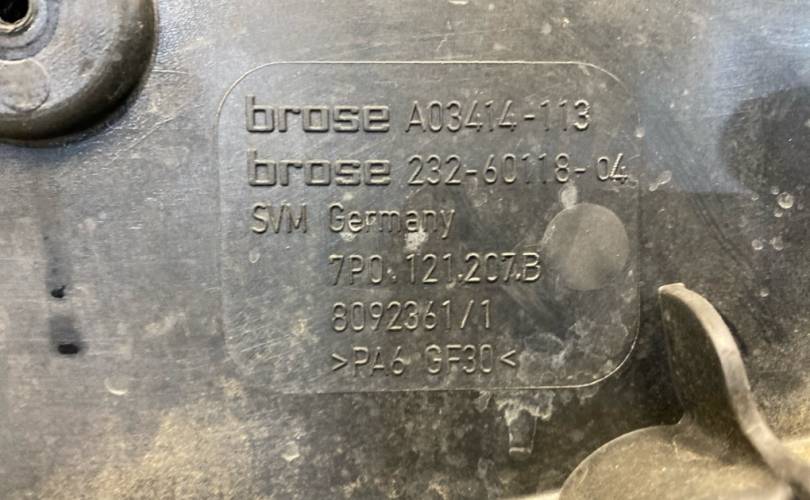 brose A03414-113
brose 232-60118-04
SVM Germany
7P0.121.207.B
8092361/1
>PA6 GF30<